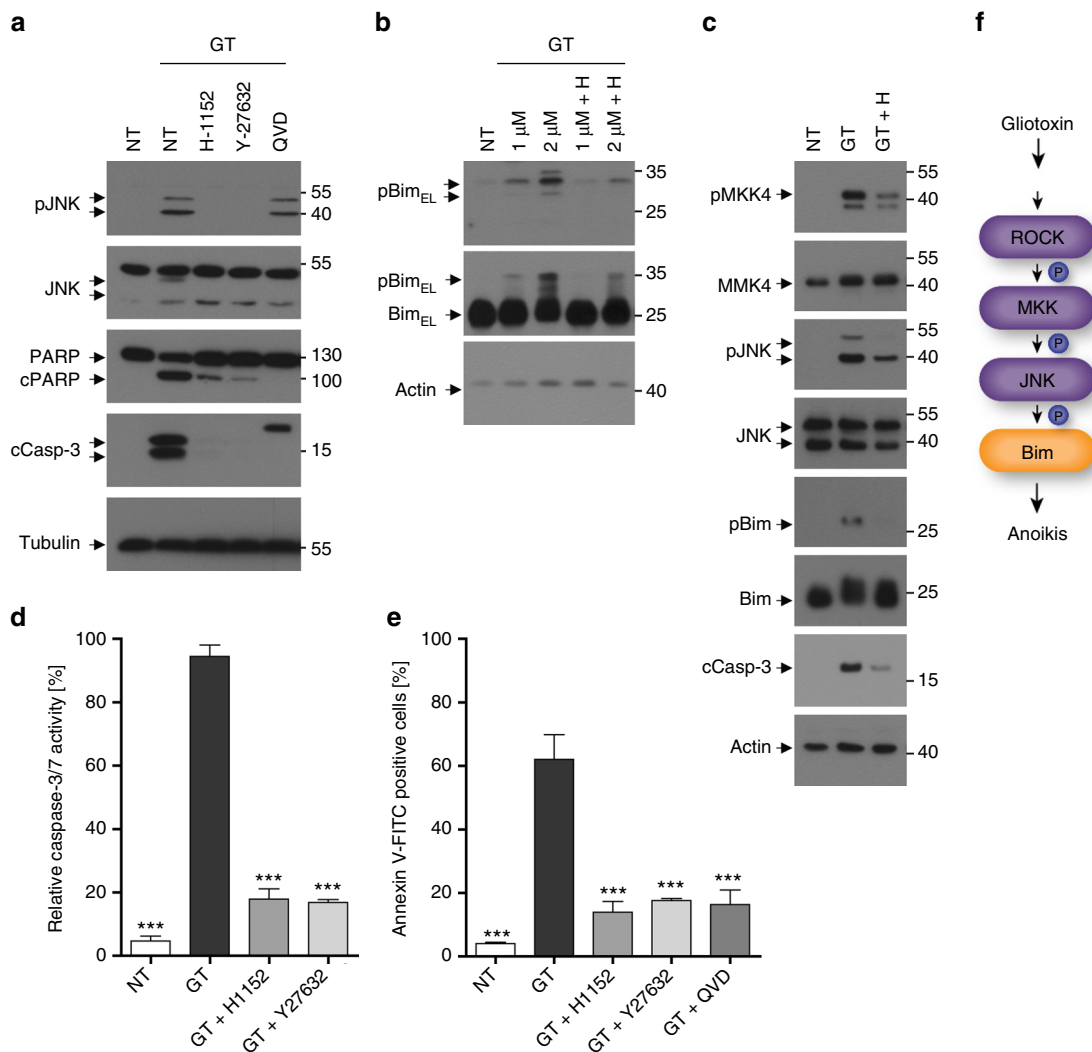 a
GT
NT
NT
H-1152
Y-27632
QVD
pJNK
55
40
JNK
55
PARP
130
cPARP
100
cCasp-3
15
Tubulin
55
b
GT
NT
1 µM
2 µM
1 µM + H
2 µM + H
pBimEL
35
25
pBimEL
35
BimEL
25
Actin
40
c
NT
GT
GT + H
pMKK4
55
40
MMK4
55
40
pJNK
55
40
JNK
55
40
pBim
25
Bim
25
cCasp-3
15
Actin
40
f
Gliotoxin
ROCK
P
MKK
P
JNK
P
Bim
Anoikis
d
Relative caspase-3/7 activity [%]
100
80
60
40
20
0
***
***
***
NT
GT
GT + H1152
GT + Y27632
e
Annexin V-FITC positive cells [%]
100
80
60
40
20
0
***
***
***
***
NT
GT
GT + H1152
GT + Y27632
GT + QVD